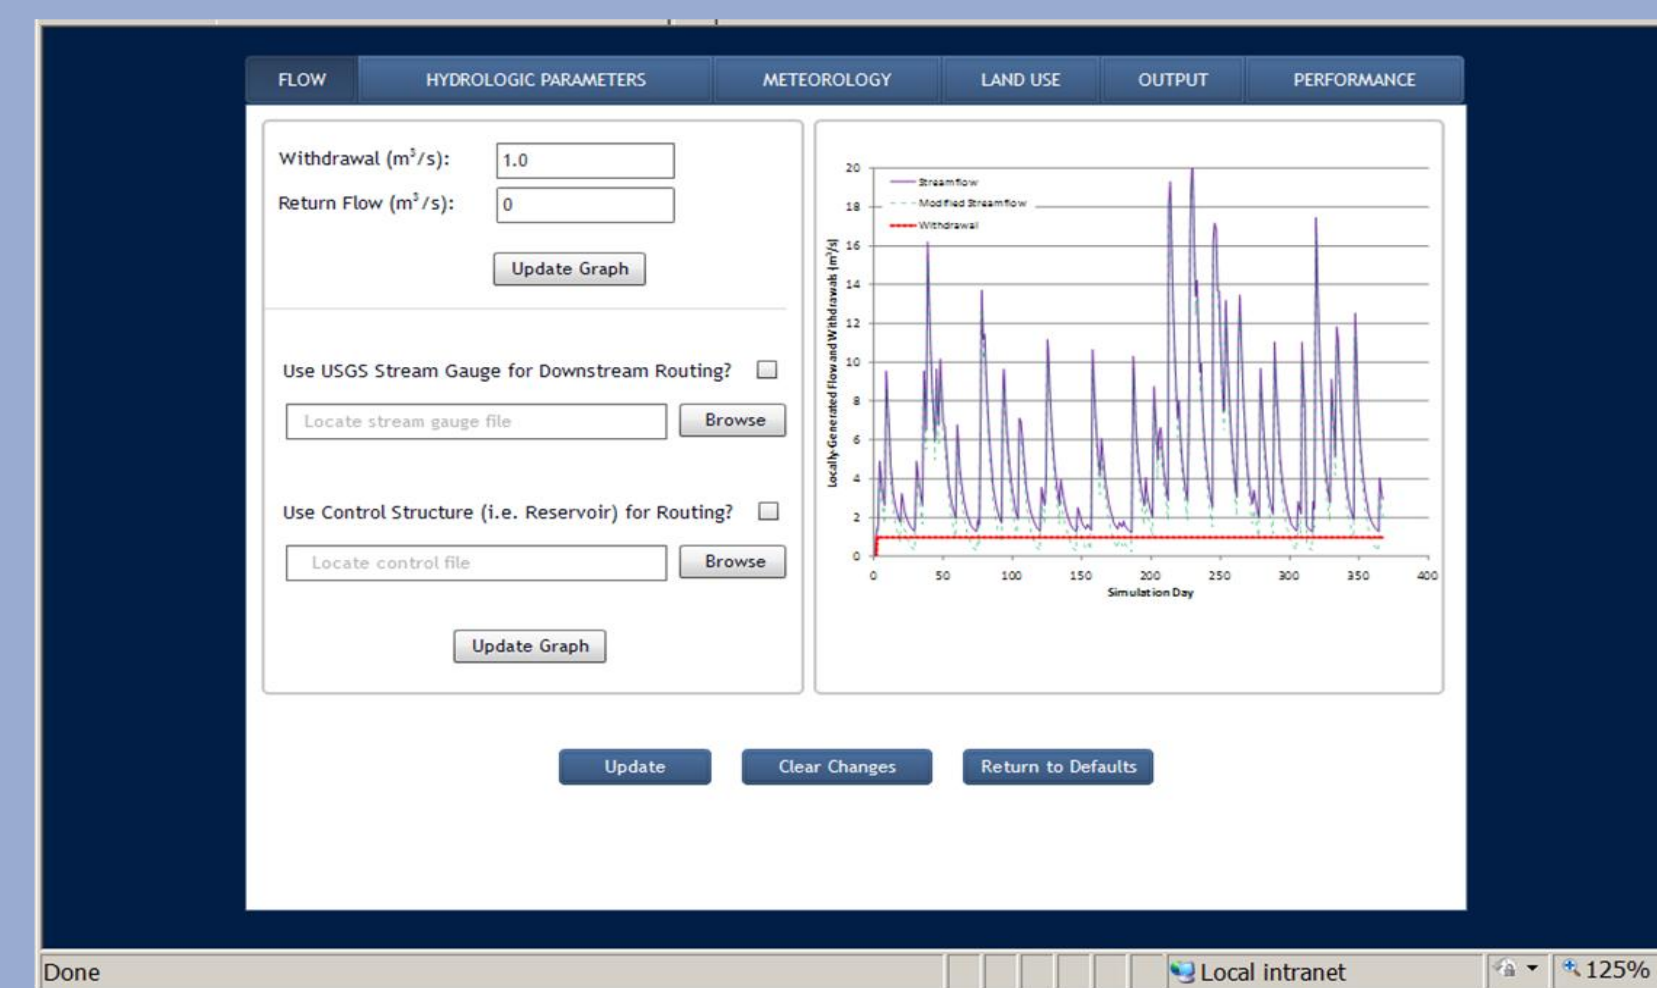 FLOW HYDROLOGIC PARAMETERS METEOROLOGY LAND USE OUTPUT PERFORMANCE
Withdrawal (m³/s): 1.0
Return Flow (m³/s): 0
Update Graph
Use USGS Stream Gauge for Downstream Routing?
Locate stream gauge file Browse
Use Control Structure (i.e. Reservoir) for Routing?
Locate control file Browse
Update Graph
Locally-Generated Flow and Withdrawals (m³/s)
20
18
16
14
12
10
8
6
4
2
0
Streamflow
Modified Streamflow
Withdrawal
0 50 100 150 200 250 300 350 400
Simulation Day
Update Clear Changes Return to Defaults
Done Local intranet 125%